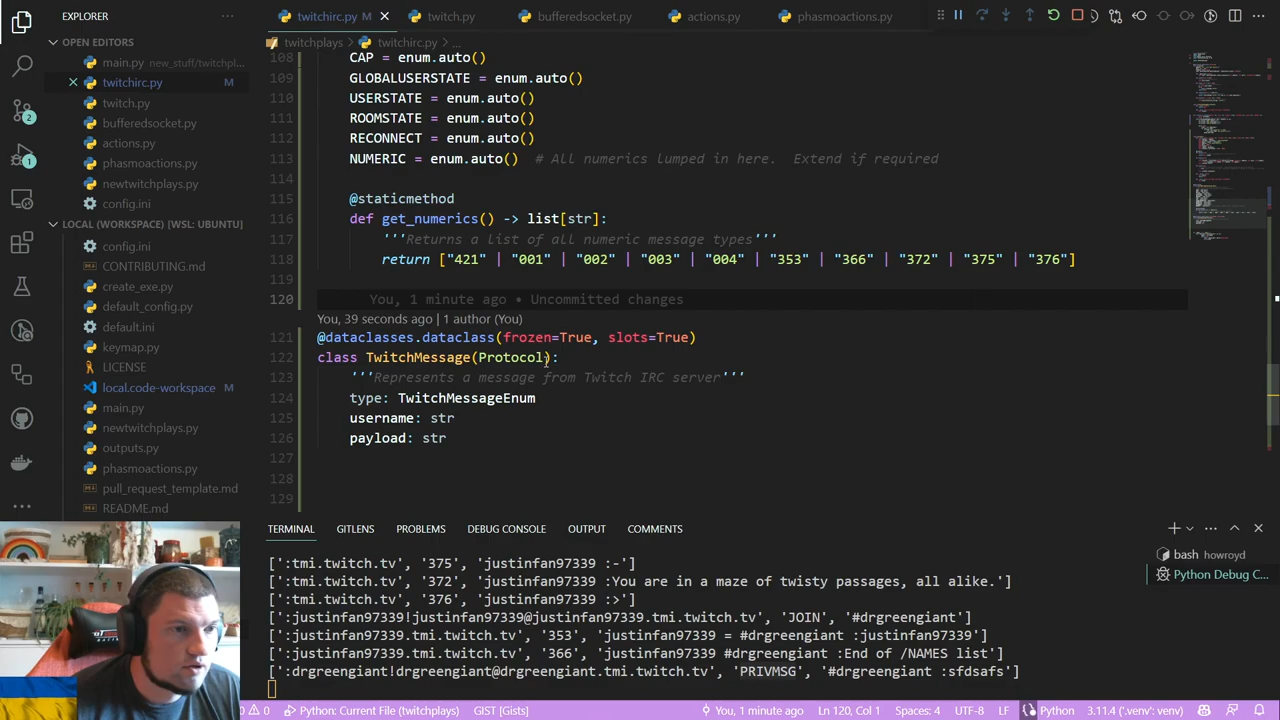 EXPLORER
twitchirc.py M
twitch.py
bufferedsocket.py
actions.py
phasmoactions.py
OPEN EDITORS
main.py new_stuff/twitchpl...
twitchirc.py M
twitch.py
bufferedsocket.py
actions.py
phasmoactions.py
newtwitchplays.py
config.ini
LOCAL (WORKSPACE) [WSL: UBUNTU]
config.ini
CONTRIBUTING.md
create_exe.py
default_config.py
default.ini
keymap.py
LICENSE
local.code-workspace M
main.py
newtwitchplays.py
outputs.py
phasmoactions.py
pull_request_template.md
README.md
2
1
twitchplays > twitchirc.py > ...
108 CAP = enum.auto()
109 GLOBALUSERSTATE = enum.auto()
110 USERSTATE = enum.auto()
111 ROOMSTATE = enum.auto()
112 RECONNECT = enum.auto()
113 NUMERIC = enum.auto()  # All numerics lumped in here.  Extend if required
114
115 @staticmethod
116 def get_numerics() -> list[str]:
117 '''Returns a list of all numeric message types'''
118 return ["421" | "001" | "002" | "003" | "004" | "353" | "366" | "372" | "375" | "376"]
119
120 You, 1 minute ago • Uncommitted changes
You, 39 seconds ago | 1 author (You)
121 @dataclasses.dataclass(frozen=True, slots=True)
122 class TwitchMessage(Protocol):
123 '''Represents a message from Twitch IRC server'''
124 type: TwitchMessageEnum
125 username: str
126 payload: str
127
128
129
TERMINAL GITLENS PROBLEMS DEBUG CONSOLE OUTPUT COMMENTS
[':tmi.twitch.tv', '375', 'justinfan97339 :-']
[':tmi.twitch.tv', '372', 'justinfan97339 :You are in a maze of twisty passages, all alike.']
[':tmi.twitch.tv', '376', 'justinfan97339 :>']
[':justinfan97339!justinfan97339@justinfan97339.tmi.twitch.tv', 'JOIN', '#drgreengiant']
[':justinfan97339.tmi.twitch.tv', '353', 'justinfan97339 = #drgreengiant :justinfan97339']
[':justinfan97339.tmi.twitch.tv', '366', 'justinfan97339 #drgreengiant :End of /NAMES list']
[':drgreengiant!drgreengiant@drgreengiant.tmi.twitch.tv', 'PRIVMSG', '#drgreengiant :sfdsafs']
bash howroyd
Python Debug C...
0 Python: Current File (twitchplays) GIST [Gists] You, 1 minute ago Ln 120, Col 1 Spaces: 4 UTF-8 LF Python 3.11.4 ('.venv': venv)